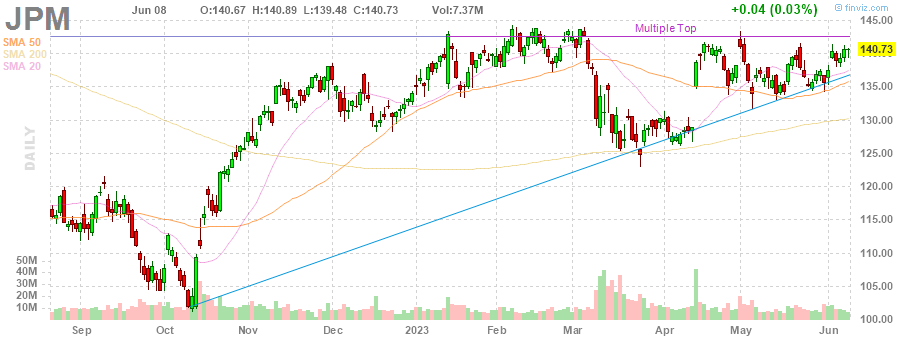 JPM Jun 08 O:140.67 H:140.89 L:139.48 C:140.73 Vol:7.37M +0.04 (0.03%)
© finviz.com
SMA 50
SMA 200
SMA 20
Multiple Top
DAILY
145.00
140.73
135.00
130.00
125.00
120.00
115.00
110.00
105.00
100.00
50M
40M
30M
20M
10M
Sep Oct Nov Dec 2023 Feb Mar Apr May Jun